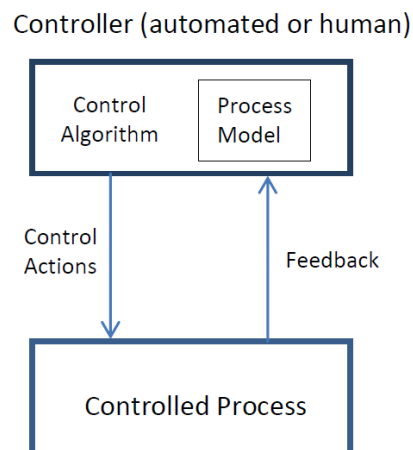 Controller (automated or human)
Control
Algorithm
Process
Model
Control
Actions
Feedback
Controlled Process